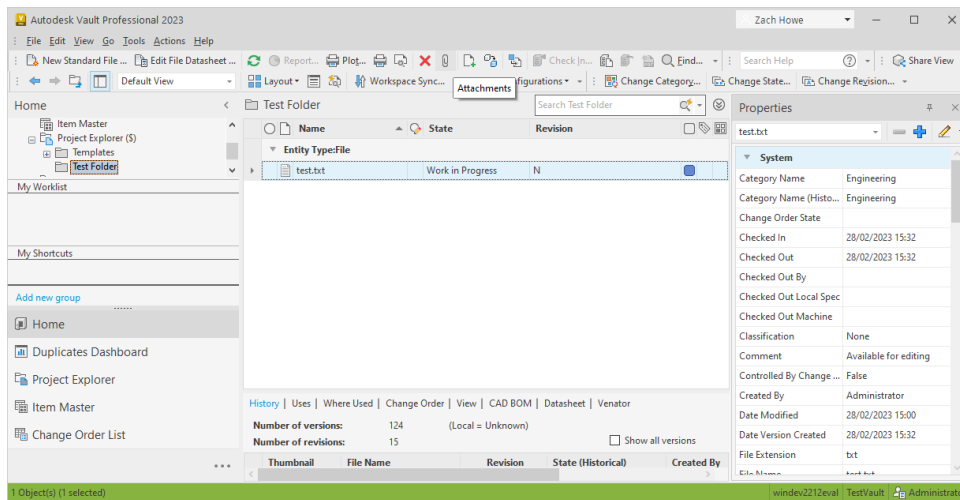 Autodesk Vault Professional 2023
Zach Howe
File Edit View Go Tools Actions Help
New Standard File ... Edit File Datasheet ... Report... Plot... Check In... Find... Search Help Share View
Default View Layout Workspace Sync... figurations Change Category... Change State... Change Revision...
Attachments
Home
Item Master
Project Explorer ($)
Templates
Test Folder
My Worklist
My Shortcuts
Add new group
Home
Duplicates Dashboard
Project Explorer
Item Master
Change Order List
Test Folder Search Test Folder
Name State Revision
Entity Type:File
test.txt Work in Progress N
History | Uses | Where Used | Change Order | View | CAD BOM | Datasheet | Venator
Number of versions: 124 (Local = Unknown)
Number of revisions: 15 Show all versions
Thumbnail File Name Revision State (Historical) Created By
Properties
test.txt
System
Category Name Engineering
Category Name (Histo... Engineering
Change Order State
Checked In 28/02/2023 15:32
Checked Out 28/02/2023 15:32
Checked Out By
Checked Out Local Spec
Checked Out Machine
Classification None
Comment Available for editing
Controlled By Change ... False
Created By Administrator
Date Modified 28/02/2023 15:00
Date Version Created 28/02/2023 15:32
File Extension txt
File Name test.txt
1 Object(s) (1 selected) windev2212eval TestVault Administrato